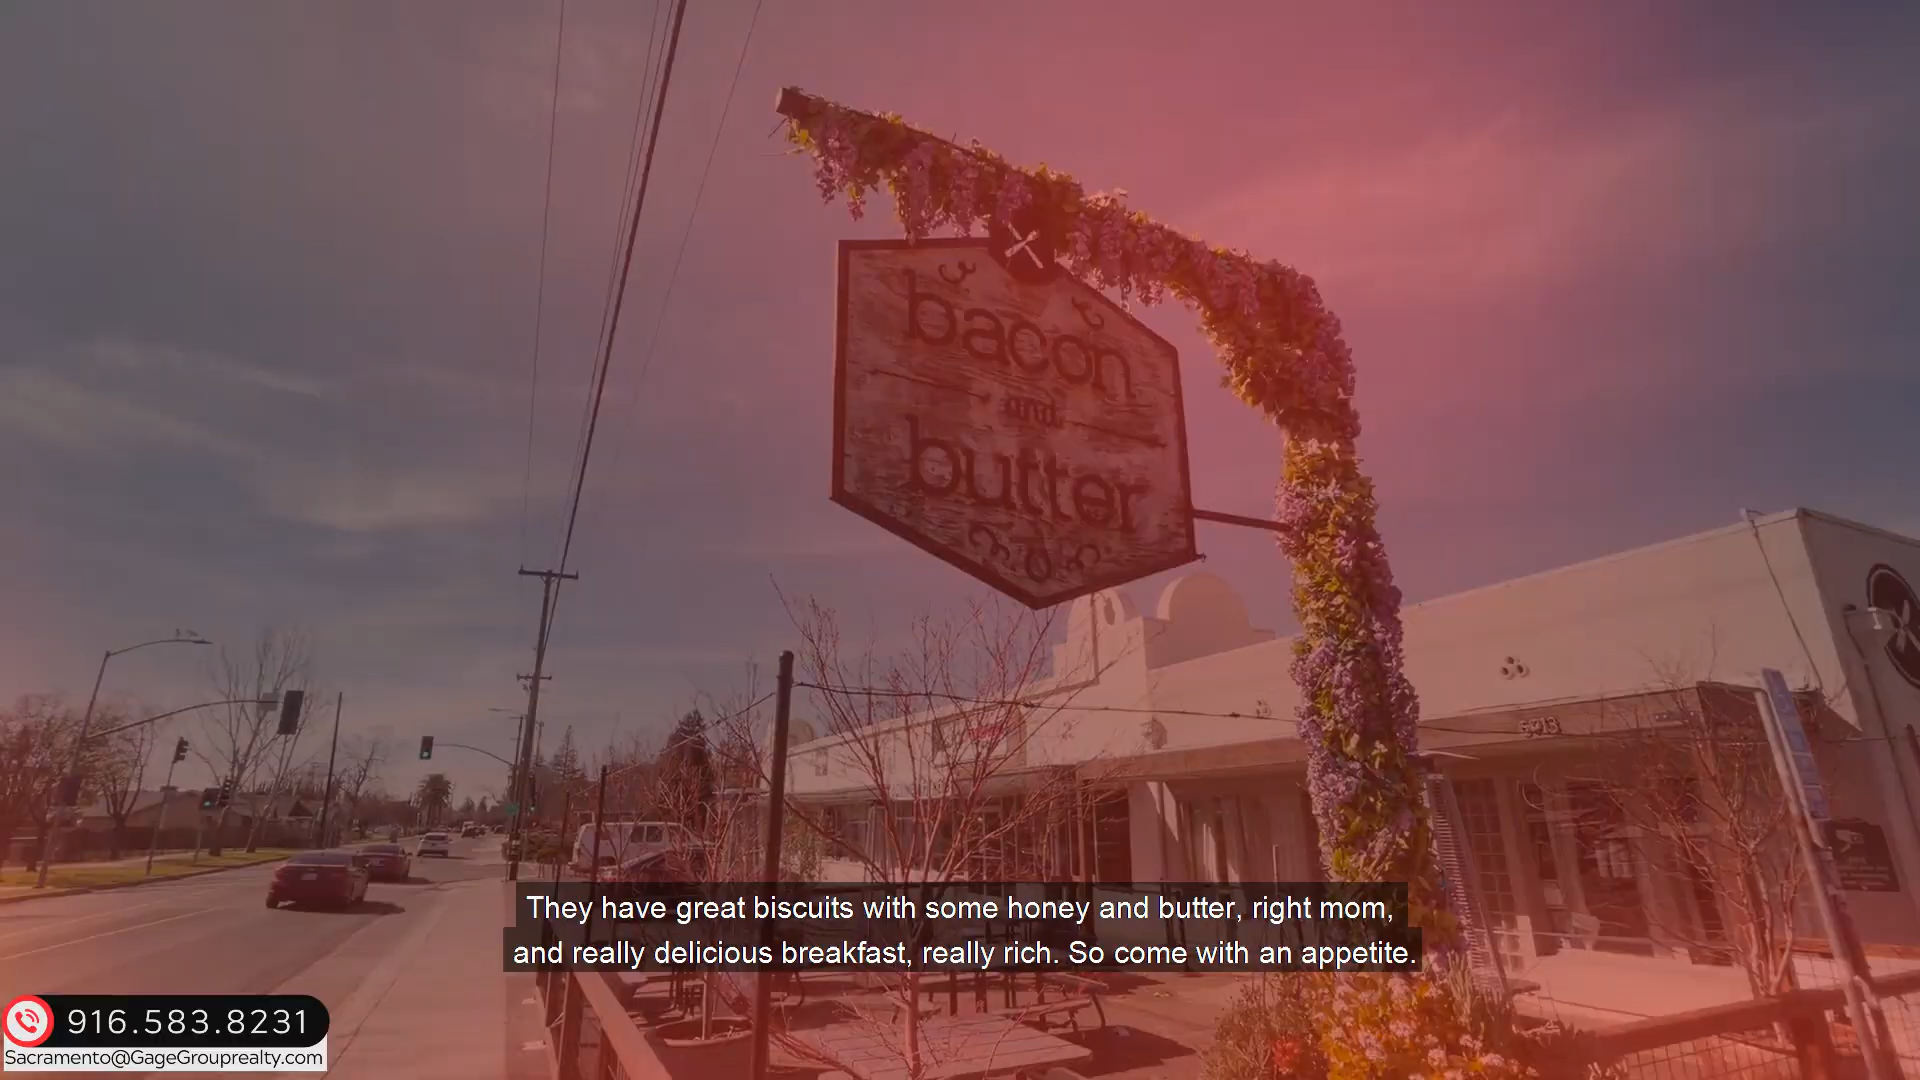 bacon
and
butter
5913
They have great biscuits with some honey and butter, right mom,
and really delicious breakfast, really rich. So come with an appetite.
916.583.8231
Sacramento@GageGrouprealty.com